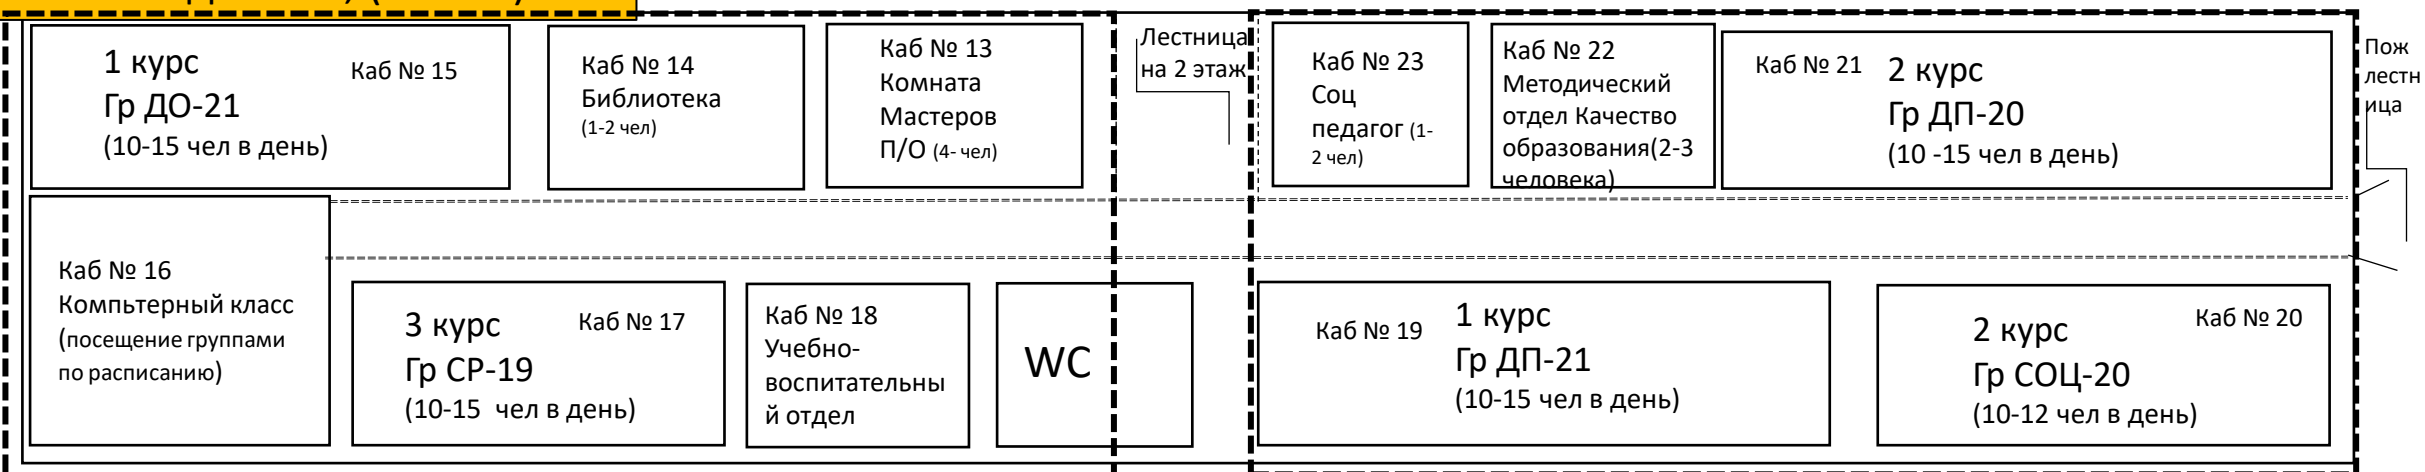 1 курс
Гр ДО-21
(10-15 чел в день)
Каб № 15
Каб № 14
Библиотека
(1-2 чел)
Каб № 13
Комната
Мастеров
П/О (4- чел)
Лестница
на 2 этаж
Каб № 23
Соц
педагог (1-
2 чел)
Каб № 22
Методический
отдел Качество
образования(2-3
человека)
Каб № 21
2 курс
Гр ДП-20
(10 -15 чел в день)
Пож
лестн
ица
Каб № 16
Компьтерный класс
(посещение группами
по расписанию)
3 курс
Гр СР-19
(10-15 чел в день)
Каб № 17
Каб № 18
Учебно-
воспитательны
й отдел
WC
Каб № 19
1 курс
Гр ДП-21
(10-15 чел в день)
2 курс
Гр СОЦ-20
(10-12 чел в день)
Каб № 20